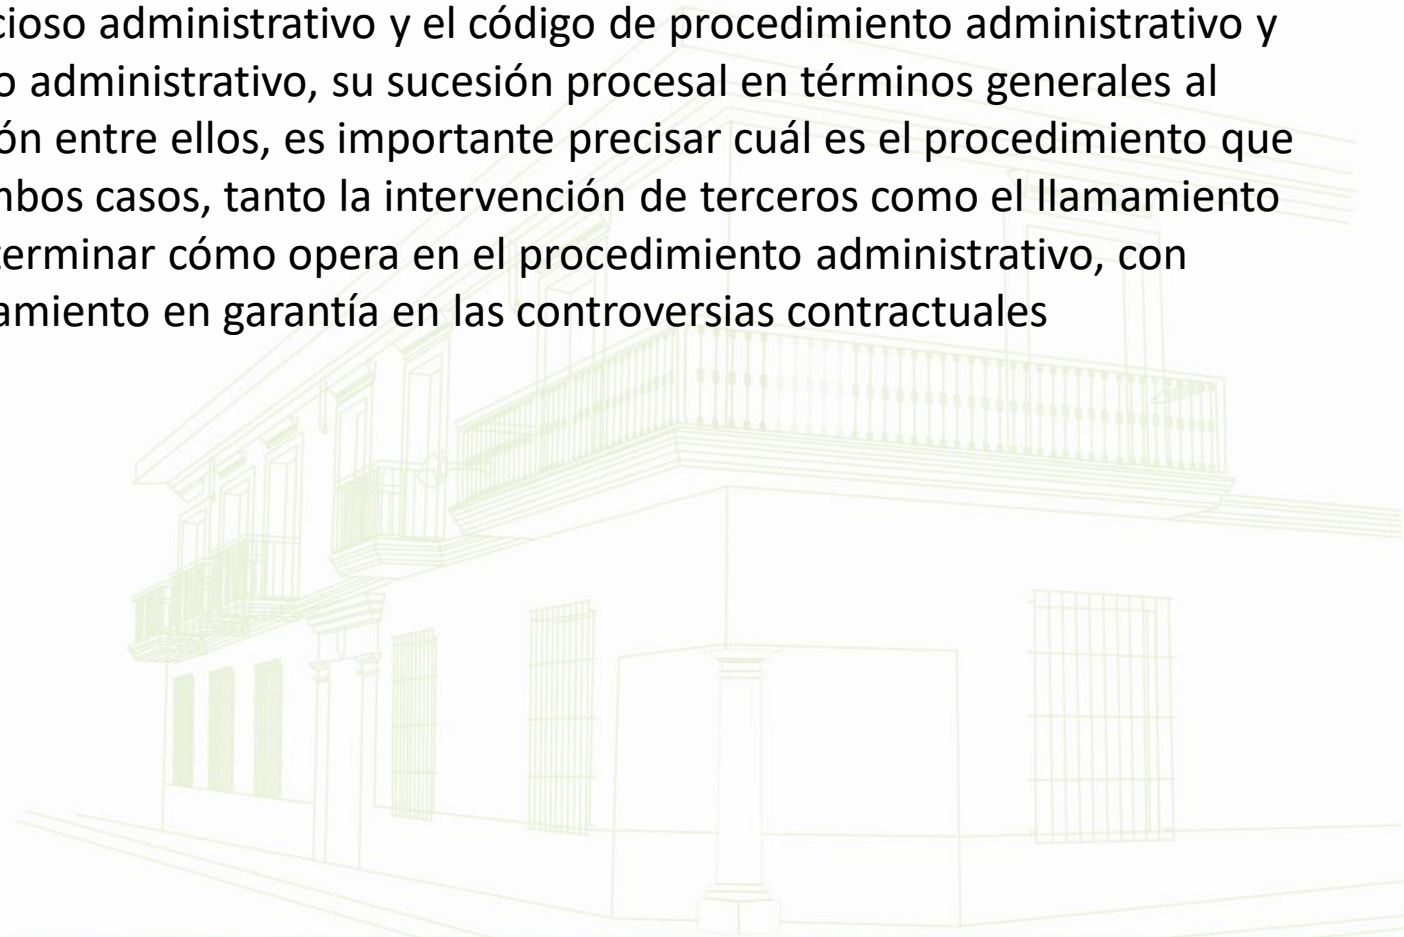 cioso administrativo y el código de procedimiento administrativo y
o administrativo, su sucesión procesal en términos generales al
ón entre ellos, es importante precisar cuál es el procedimiento que
mbos casos, tanto la intervención de terceros como el llamamiento
terminar cómo opera en el procedimiento administrativo, con
amiento en garantía en las controversias contractuales